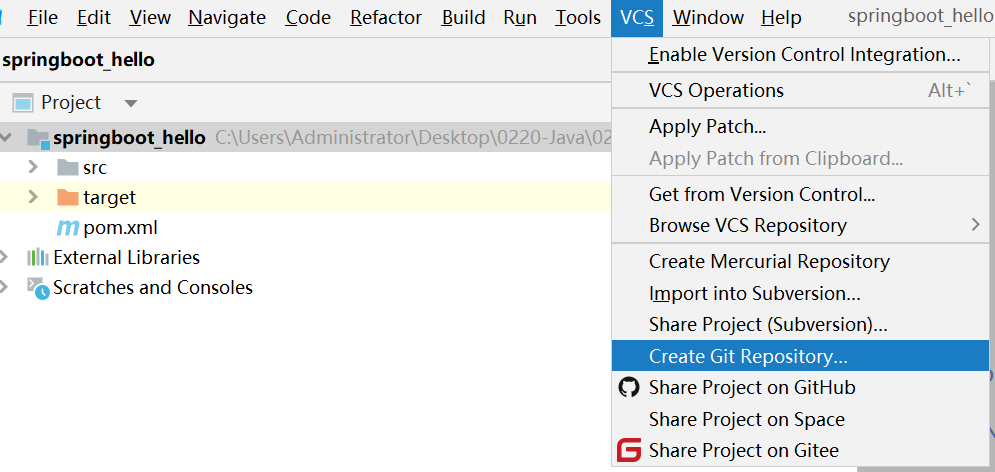 File Edit View Navigate Code Refactor Build Run Tools VCS Window Help springboot_hello
springboot_hello
Project
springboot_hello C:\Users\Administrator\Desktop\0220-Java\02
src
target
pom.xml
External Libraries
Scratches and Consoles
Enable Version Control Integration...
VCS Operations Alt+`
Apply Patch...
Apply Patch from Clipboard...
Get from Version Control...
Browse VCS Repository
Create Mercurial Repository
Import into Subversion...
Share Project (Subversion)...
Create Git Repository...
Share Project on GitHub
Share Project on Space
Share Project on Gitee